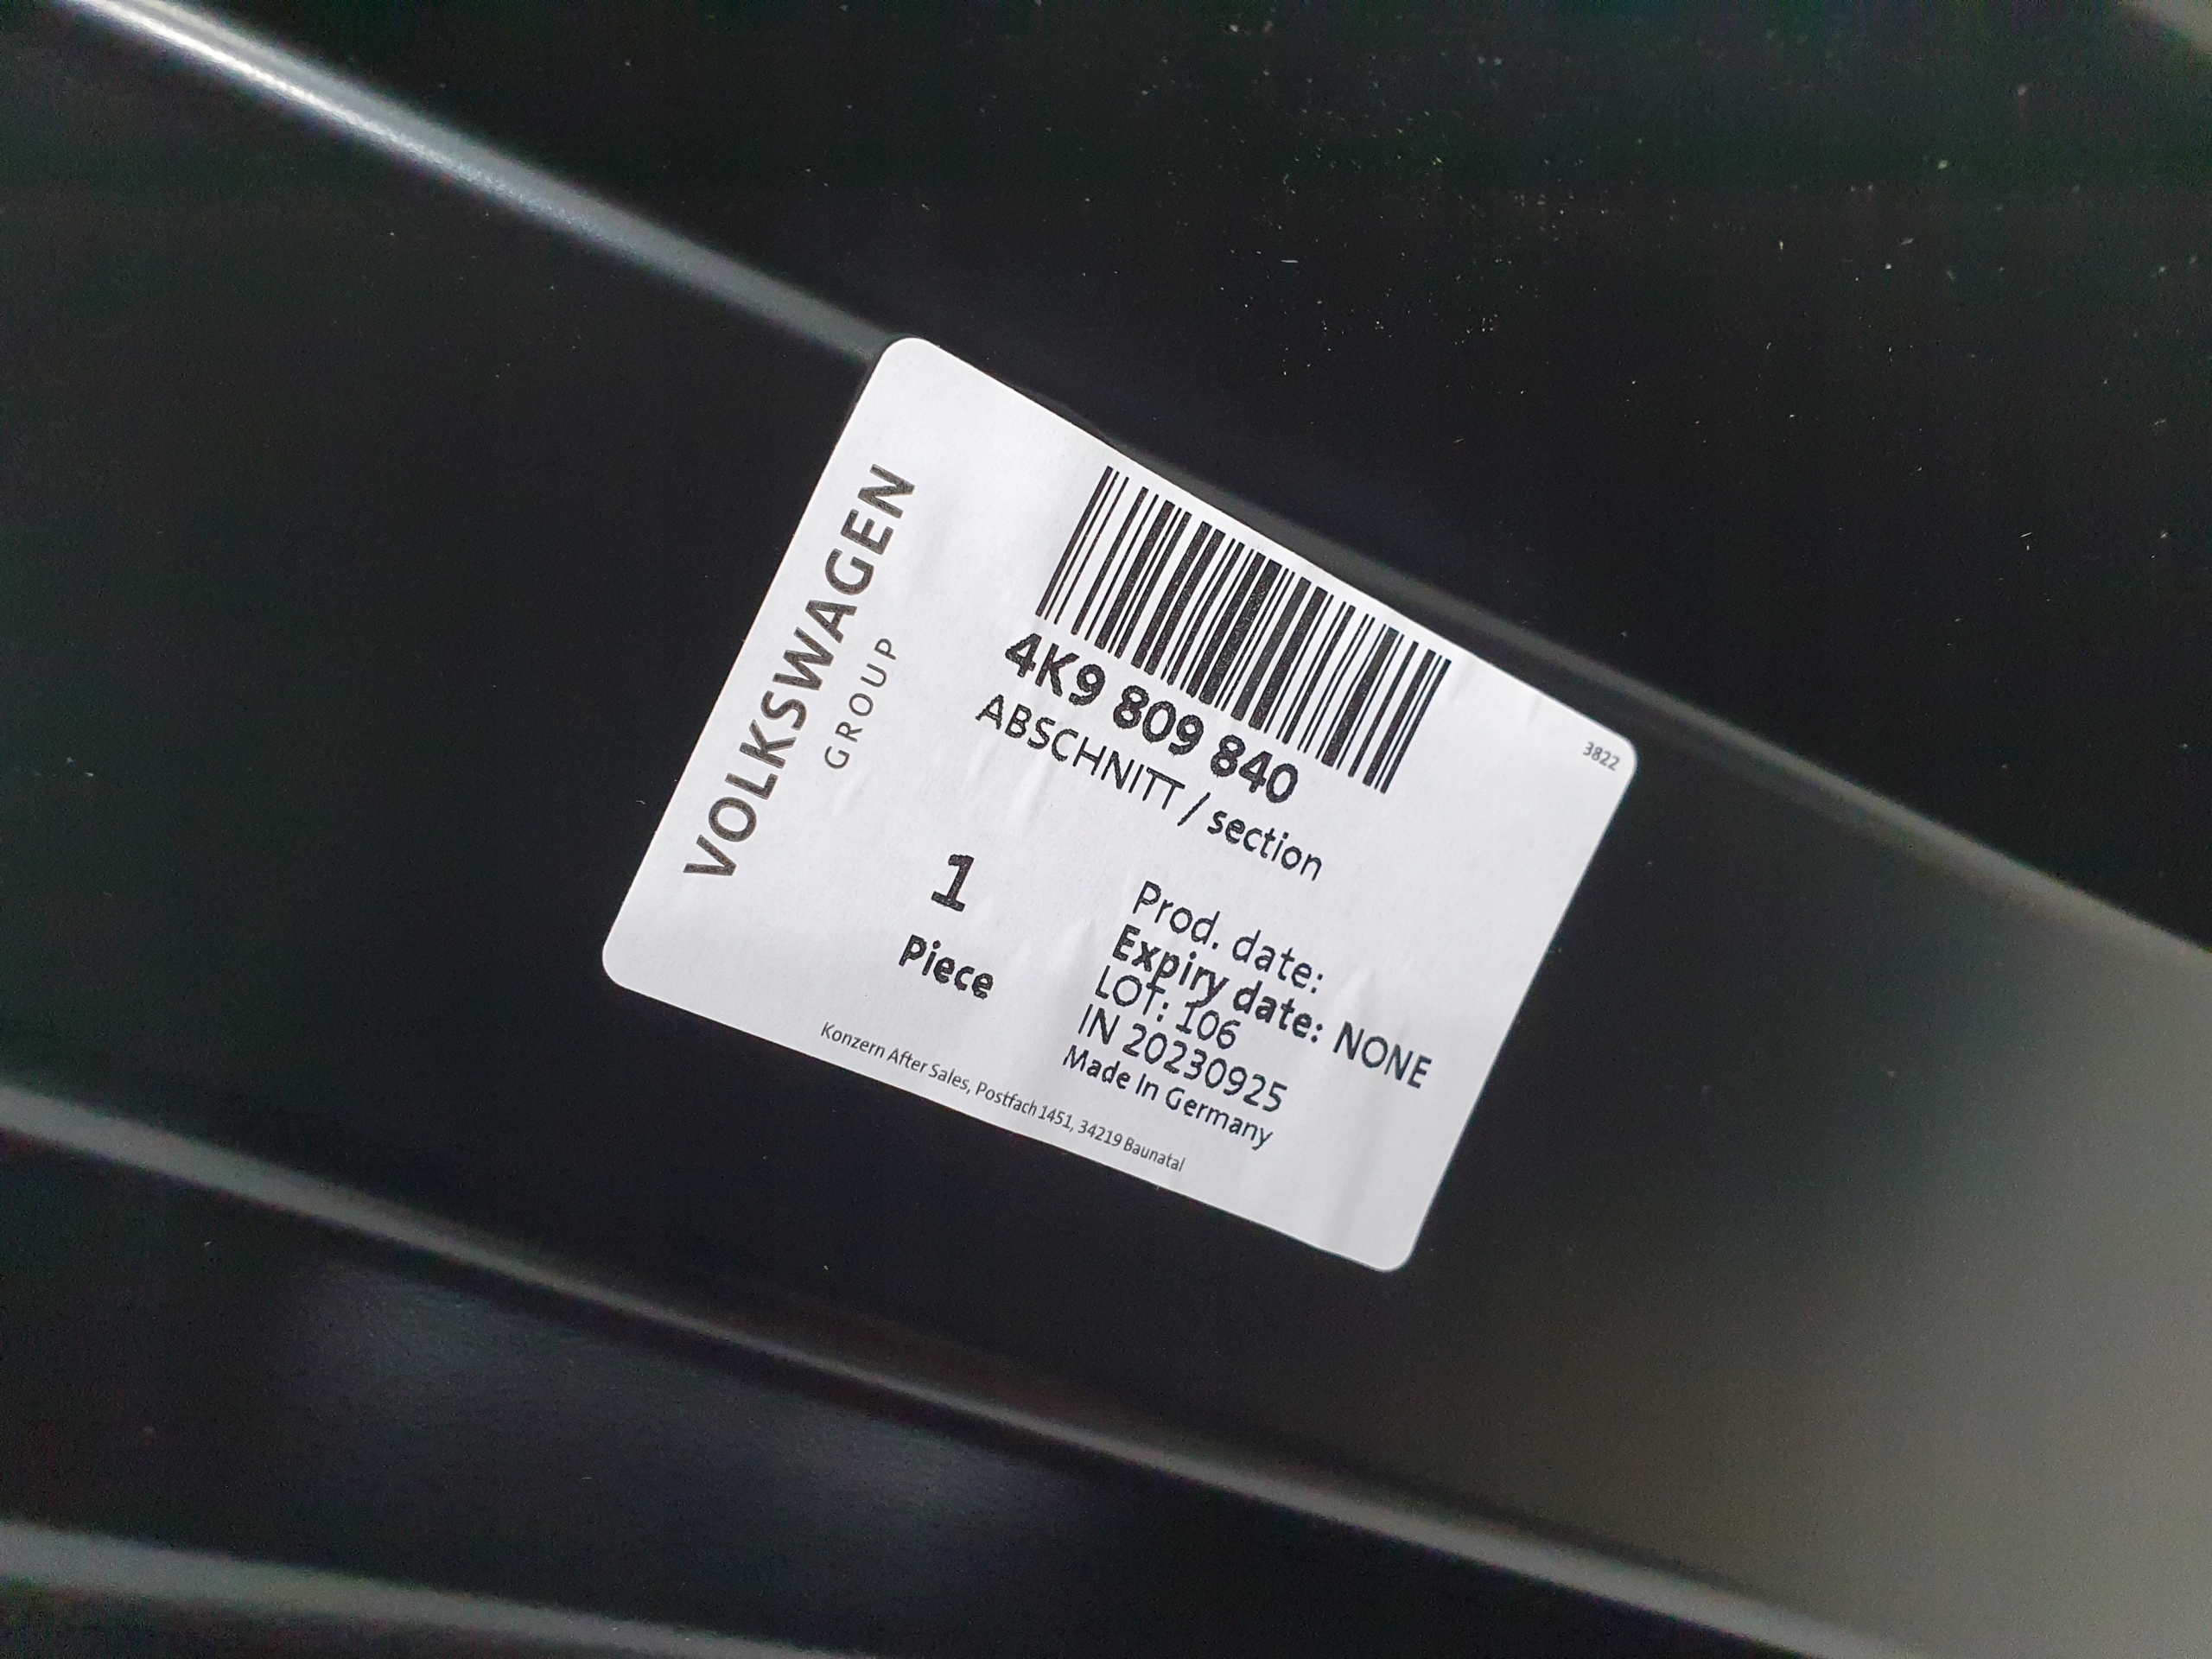 VOLKSWAGEN
GROUP
4K9 809 840
ABSCHNITT / section
3822
1
Piece
Prod. date:
Expiry date: NONE
LOT: 106
IN 20230925
Made In Germany
Konzern After Sales, Postfach 1451, 34219 Baunatal